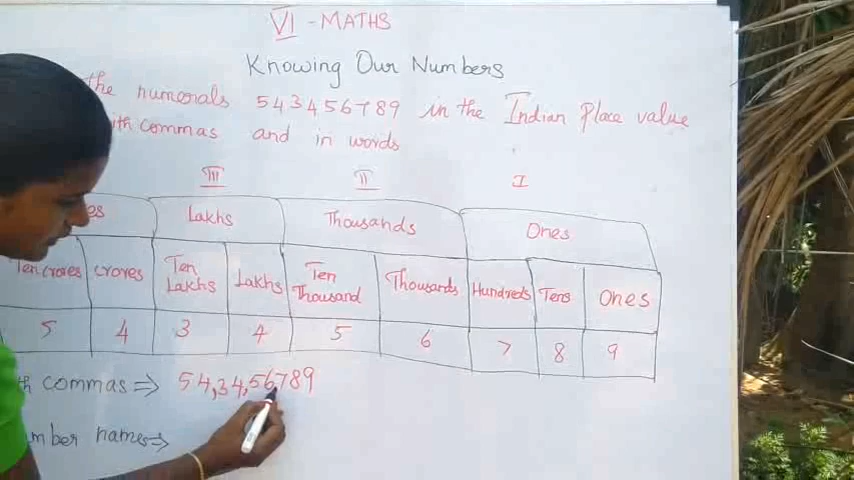 VI - MATHS
Knowing Our Numbers
the numerals 543456789 in the Indian Place value
with commas and in words
III II I
Lakhs Thousands Ones
Ten crores crores Ten Lakhs Lakhs Ten Thousand Thousands Hundreds Tens Ones
5 4 3 4 5 6 7 8 9
commas => 54,34,56789
names =>